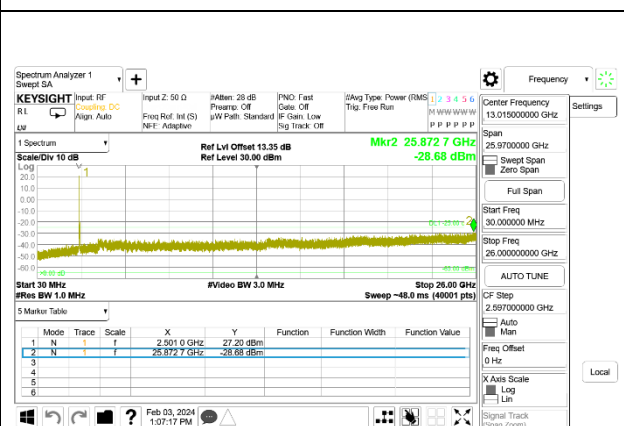 Spectrum Analyzer 1
Swept SA
+
Frequency
KEYSIGHT Input: RF Input Z: 50 Ω #Atten: 28 dB PNO: Fast #Avg Type: Power (RMS 1 2 3 4 5 6
R L Coupling: DC Preamp: Off Gate: Off Trig: Free Run M W W W W W
Align: Auto Freq Ref: Int (S) µW Path: Standard IF Gain: Low
NFE: Adaptive Sig Track: Off P P P P P P
1 Spectrum
Ref Lvl Offset 13.35 dB Mkr2 25.872 7 GHz
Scale/Div 10 dB Ref Level 30.00 dBm -28.68 dBm
Log
1
20.0
10.0
0.00
-10.0
-20.0
2
-30.0
-40.0
-50.0
-60.0
Start 30 MHz #Video BW 3.0 MHz Stop 26.00 GHz
#Res BW 1.0 MHz Sweep ~48.0 ms (40001 pts)
5 Marker Table
Mode Trace Scale X Y Function Function Width Function Value
1 N 1 f 2.501 0 GHz 27.20 dBm
2 N 1 f 25.872 7 GHz -28.68 dBm
3
4
5
6
Feb 03, 2024
1:07:17 PM
Center Frequency
13.015000000 GHz
Settings
Span
25.9700000 GHz
Swept Span
Zero Span
Full Span
Start Freq
30.000000 MHz
Stop Freq
26.000000000 GHz
AUTO TUNE
CF Step
2.597000000 GHz
Auto
Man
Freq Offset
0 Hz
Local
X Axis Scale
Log
Lin
Signal Track
(Span Zoom)